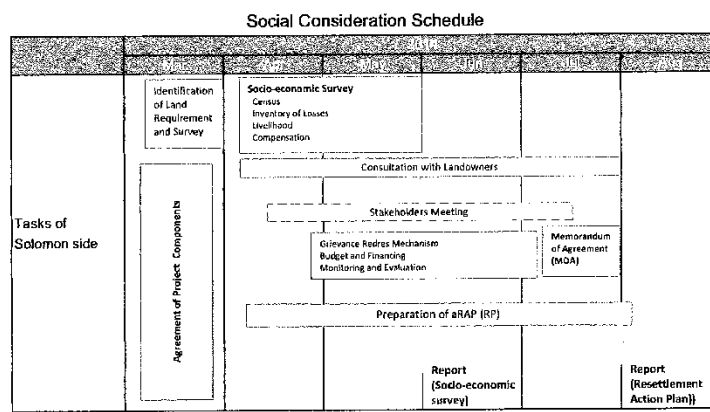 Social Consideration Schedule
Mar
Apr
May
Jun
Jul
Aug
Identification
of Land
Requirement
and Survey
Socio-economic Survey
Census
Inventory of Losses
Livelihood
Compensation
Consultation with Landowners
Tasks of
Solomon side
Agreement of Project Components
Stakeholders Meeting
Grievance Redres Mechanism
Budget and Financing
Monitoring and Evaluation
Memorandum
of Agreement
(MOA)
Preparation of aRAP (RP)
Report
(Socio-economic
survey)
Report
(Resettlement
Action Plan))